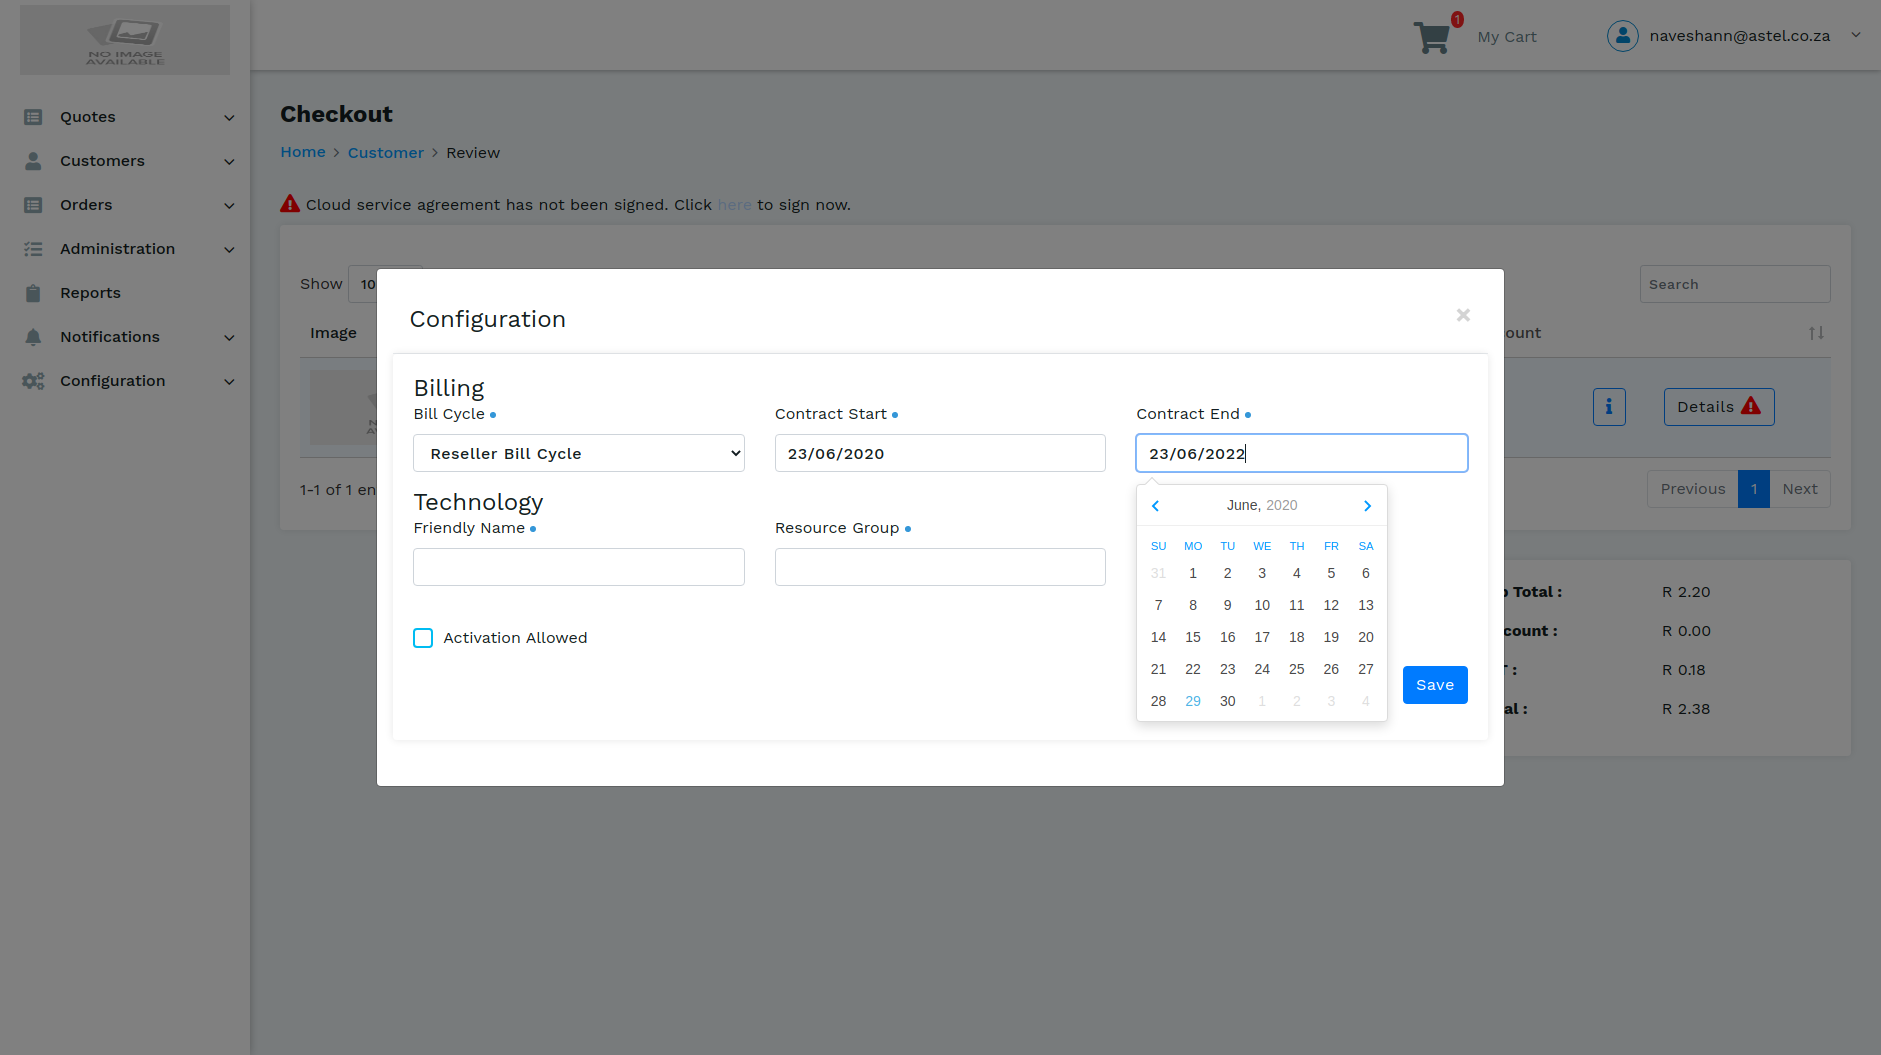 NO IMAGE
AVAILABLE
1
My Cart
naveshann@astel.co.za
Quotes
Customers
Orders
Administration
Reports
Notifications
Configuration
Checkout
Home > Customer > Review
Cloud service agreement has not been signed. Click here to sign now.
Show 10
Search
Image
ount
Details
1-1 of 1 en
Previous 1 Next
o Total : R 2.20
count : R 0.00
T : R 0.18
al : R 2.38
Configuration
×
Billing
Bill Cycle
Contract Start
Contract End
Reseller Bill Cycle
23/06/2020
23/06/2022
Technology
Friendly Name
Resource Group
Activation Allowed
June, 2020
SU MO TU WE TH FR SA
31 1 2 3 4 5 6
7 8 9 10 11 12 13
14 15 16 17 18 19 20
21 22 23 24 25 26 27
28 29 30 1 2 3 4
Save